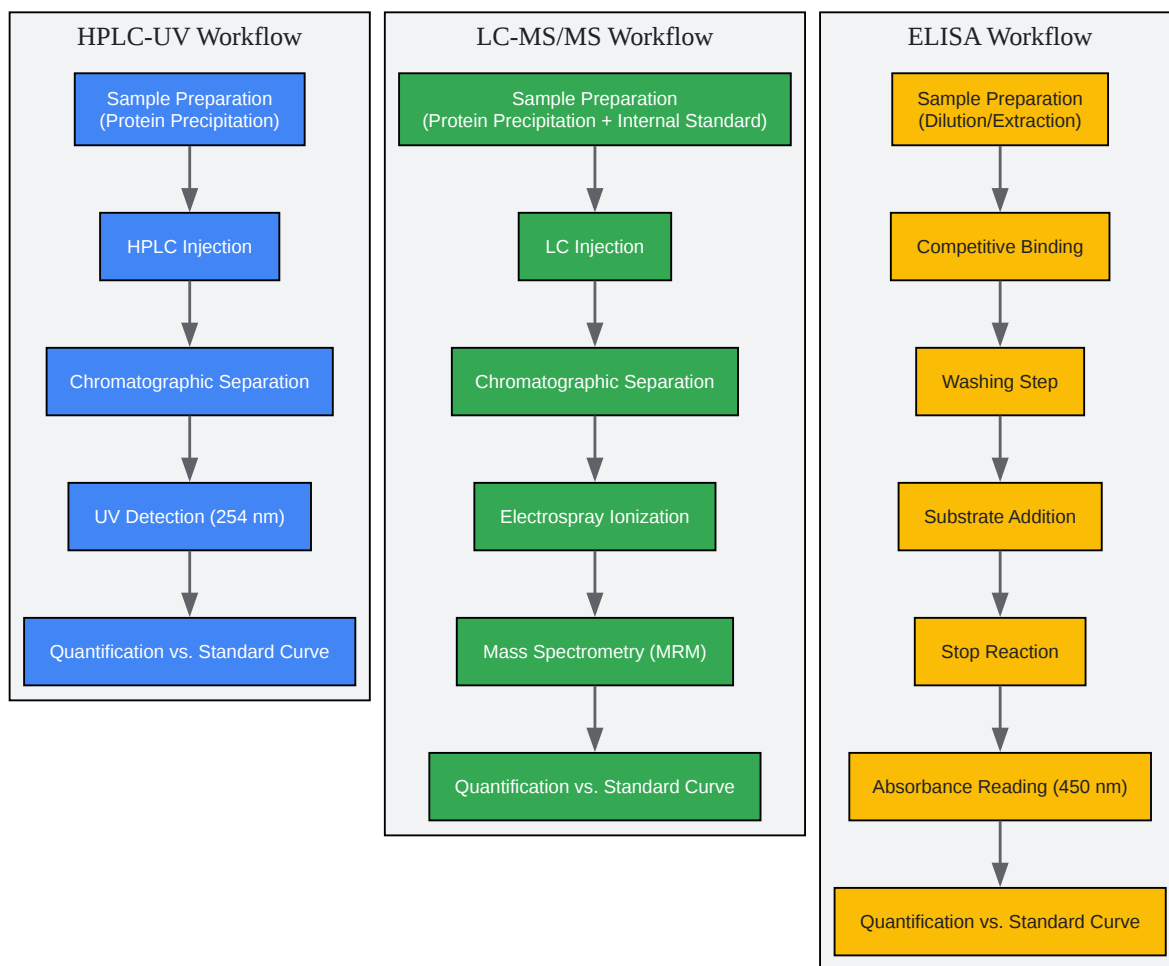 HPLC-UV Workflow
Sample Preparation
(Protein Precipitation)
HPLC Injection
Chromatographic Separation
UV Detection (254 nm)
Quantification vs. Standard Curve
LC-MS/MS Workflow
Sample Preparation
(Protein Precipitation + Internal Standard)
LC Injection
Chromatographic Separation
Electrospray Ionization
Mass Spectrometry (MRM)
Quantification vs. Standard Curve
ELISA Workflow
Sample Preparation
(Dilution/Extraction)
Competitive Binding
Washing Step
Substrate Addition
Stop Reaction
Absorbance Reading (450 nm)
Quantification vs. Standard Curve